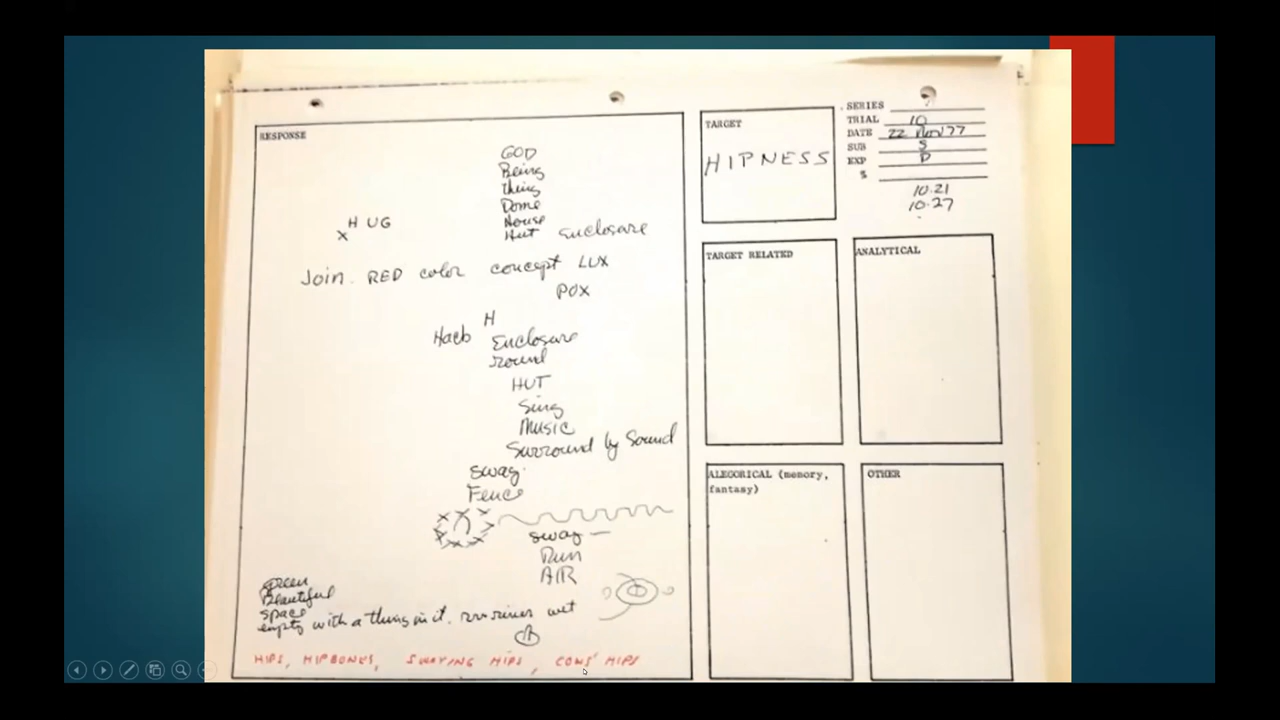 RESPONSE
GOD
Being
thing
Dome
House
Hut Enclosure
H UG
X
Join. RED color concept LUX
POX
H
Enclosure
round
HUT
Sing
Music
Surround by Sound
Sway
Fence
Sway —
Run
AIR
green
Beautiful
space
empty with a thing in it. wet
HIPS, HIPBONES, SWAYING HIPS, COWS' HIPS
TARGET
HIPNESS
SERIES
TRIAL 10
DATE 22 Nov 77
SUB S
EXP P
%
10.21
10.27
TARGET RELATED
ANALYTICAL
ALEGORICAL (memory,
fantasy)
OTHER